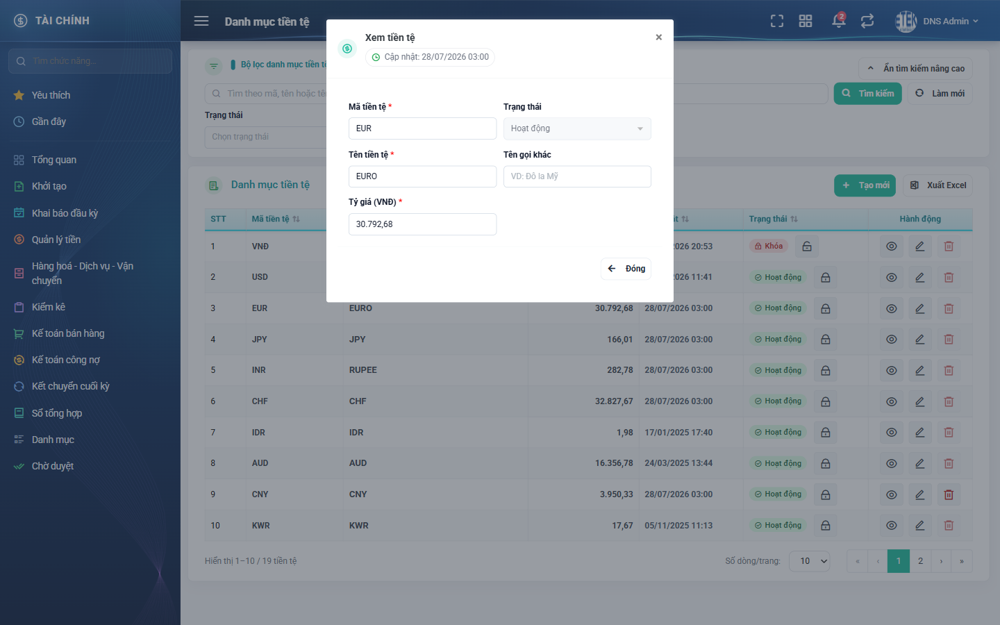 TÀI CHÍNH
Danh mục tiền tệ
2
DNS Admin
Tìm chức năng...
Yêu thích
Gần đây
Tổng quan
Khởi tạo
Khai báo đầu kỳ
Quản lý tiền
Hàng hoá - Dịch vụ - Vận
chuyển
Kiểm kê
Kế toán bán hàng
Kế toán công nợ
Kết chuyển cuối kỳ
Sổ tổng hợp
Danh mục
Chờ duyệt
Xem tiền tệ
×
Cập nhật: 28/07/2026 03:00
Mã tiền tệ *
Trạng thái
EUR
Hoạt động
Tên tiền tệ *
Tên gọi khác
EURO
VD: Đô la Mỹ
Tỷ giá (VNĐ) *
30.792,68
Đóng
Bộ lọc danh mục tiền tệ
Ẩn tìm kiếm nâng cao
Tìm theo mã, tên hoặc
Tìm kiếm
Làm mới
Trạng thái
Chọn trạng thái
Danh mục tiền tệ
Tạo mới
Xuất Excel
STT Mã tiền tệ Trạng thái Hành động
1 VNĐ 2026 20:53 Khóa
2 USD 2026 11:41 Hoạt động
3 EUR EURO 30.792,68 28/07/2026 03:00 Hoạt động
4 JPY JPY 166,01 28/07/2026 03:00 Hoạt động
5 INR RUPEE 282,78 28/07/2026 03:00 Hoạt động
6 CHF CHF 32.827,67 28/07/2026 03:00 Hoạt động
7 IDR IDR 1,98 17/01/2025 17:40 Hoạt động
8 AUD AUD 16.356,78 24/03/2025 13:44 Hoạt động
9 CNY CNY 3.950,33 28/07/2026 03:00 Hoạt động
10 KWR KWR 17,67 05/11/2025 11:13 Hoạt động
Hiển thị 1–10 / 19 tiền tệ
Số dòng/trang: 10
« ‹ 1 2 › »